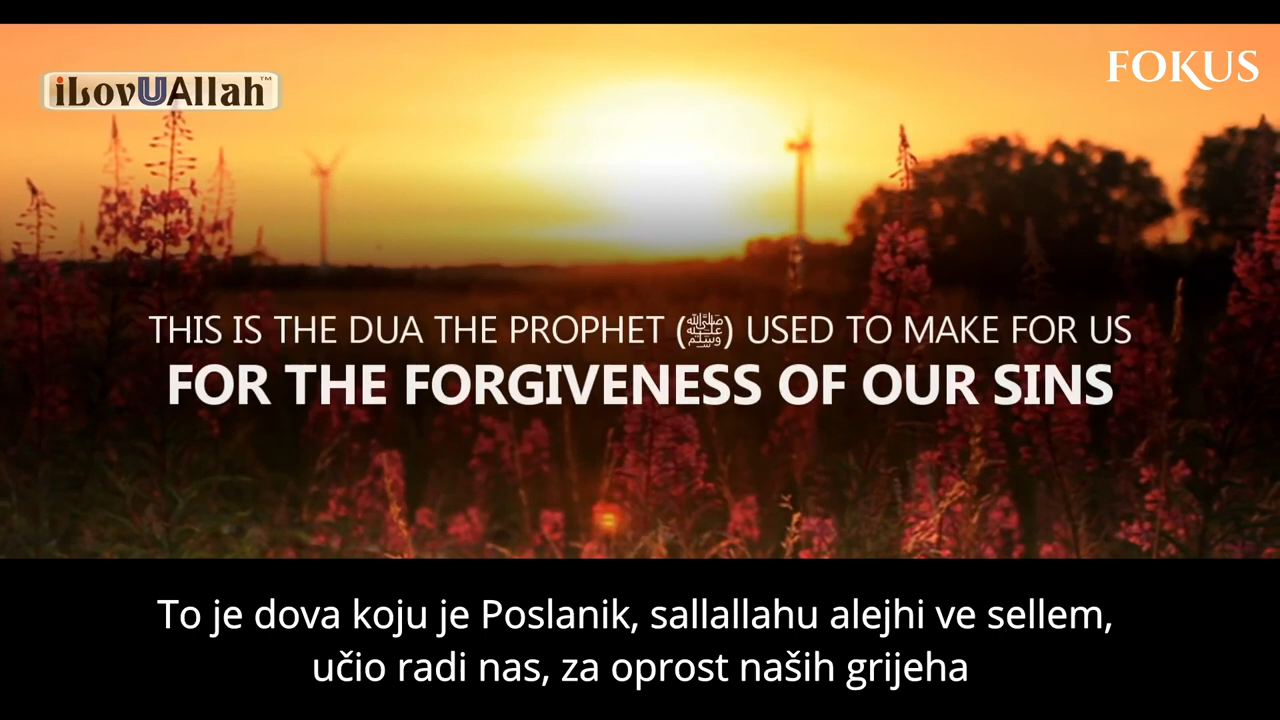 iLovUAllah™
FOKUS
THIS IS THE DUA THE PROPHET (ﷺ) USED TO MAKE FOR US
FOR THE FORGIVENESS OF OUR SINS
To je dova koju je Poslanik, sallallahu alejhi ve sellem,
učio radi nas, za oprost naših grijeha